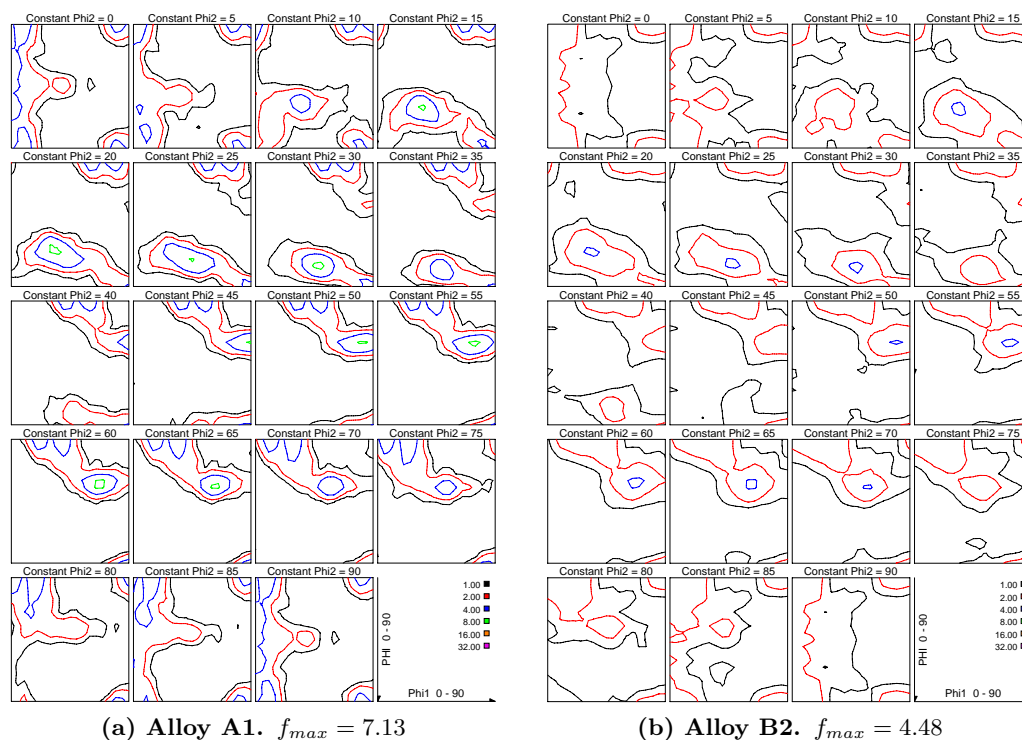 Constant Phi2 = 0 Constant Phi2 = 5 Constant Phi2 = 10 Constant Phi2 = 15
Constant Phi2 = 20 Constant Phi2 = 25 Constant Phi2 = 30 Constant Phi2 = 35
Constant Phi2 = 40 Constant Phi2 = 45 Constant Phi2 = 50 Constant Phi2 = 55
Constant Phi2 = 60 Constant Phi2 = 65 Constant Phi2 = 70 Constant Phi2 = 75
Constant Phi2 = 80 Constant Phi2 = 85 Constant Phi2 = 90
1.00
2.00
4.00
8.00
16.00
32.00
PHI 0 - 90
Phi1 0 - 90
(a) Alloy A1. f_{max} = 7.13
Constant Phi2 = 0 Constant Phi2 = 5 Constant Phi2 = 10 Constant Phi2 = 15
Constant Phi2 = 20 Constant Phi2 = 25 Constant Phi2 = 30 Constant Phi2 = 35
Constant Phi2 = 40 Constant Phi2 = 45 Constant Phi2 = 50 Constant Phi2 = 55
Constant Phi2 = 60 Constant Phi2 = 65 Constant Phi2 = 70 Constant Phi2 = 75
Constant Phi2 = 80 Constant Phi2 = 85 Constant Phi2 = 90
1.00
2.00
4.00
8.00
16.00
32.00
PHI 0 - 90
Phi1 0 - 90
(b) Alloy B2. f_{max} = 4.48